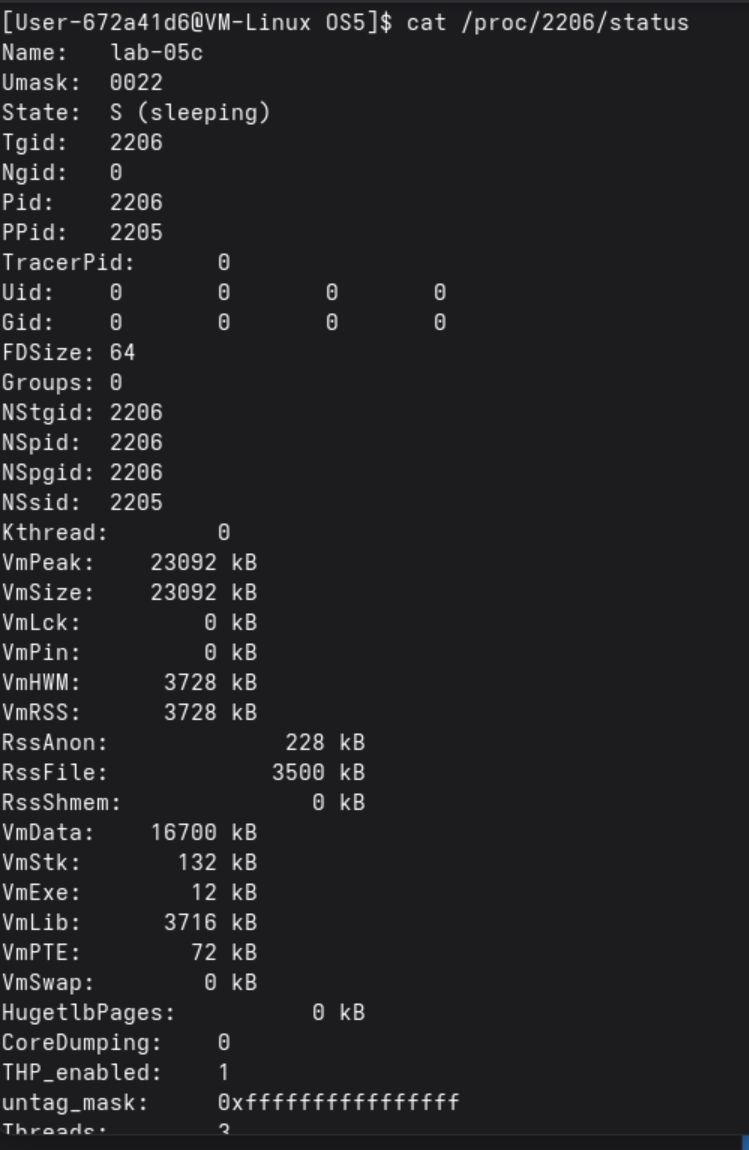 [User-672a41d6@VM-Linux OS5]$ cat /proc/2206/status
Name:   lab-05c
Umask:  0022
State:  S (sleeping)
Tgid:   2206
Ngid:   0
Pid:    2206
PPid:   2205
TracerPid:      0
Uid:    0       0       0       0
Gid:    0       0       0       0
FDSize: 64
Groups: 0
NStgid: 2206
NSpid:  2206
NSpgid: 2206
NSsid:  2205
Kthread:        0
VmPeak:    23092 kB
VmSize:    23092 kB
VmLck:         0 kB
VmPin:         0 kB
VmHWM:      3728 kB
VmRSS:      3728 kB
RssAnon:             228 kB
RssFile:            3500 kB
RssShmem:              0 kB
VmData:    16700 kB
VmStk:       132 kB
VmExe:        12 kB
VmLib:      3716 kB
VmPTE:        72 kB
VmSwap:        0 kB
HugetlbPages:          0 kB
CoreDumping:    0
THP_enabled:    1
untag_mask:     0xffffffffffffffff
Threads:        3